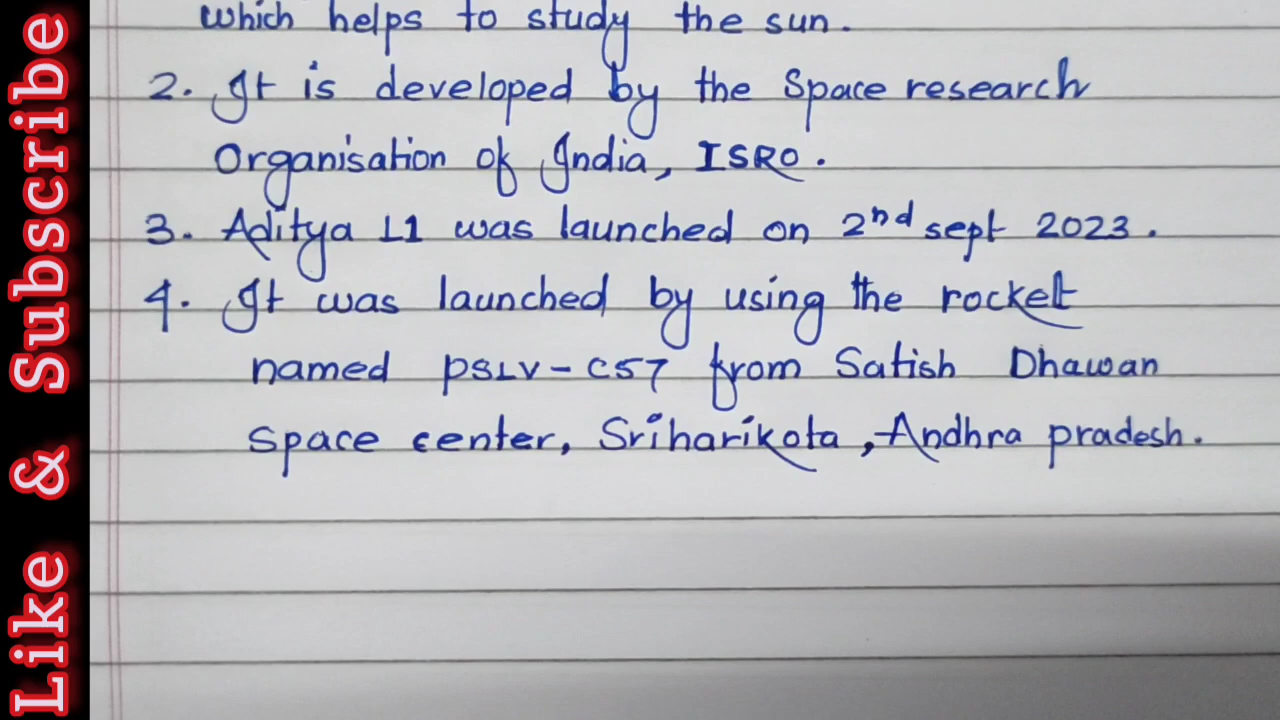 which helps to study the sun.
2. It is developed by the Space research
Organisation of India, ISRO.
3. Aditya L1 was launched on 2nd sept 2023.
4. It was launched by using the rocket
named PSLV-C57 from Satish Dhawan
space center, Sriharikota, Andhra pradesh.
Like & Subscribe